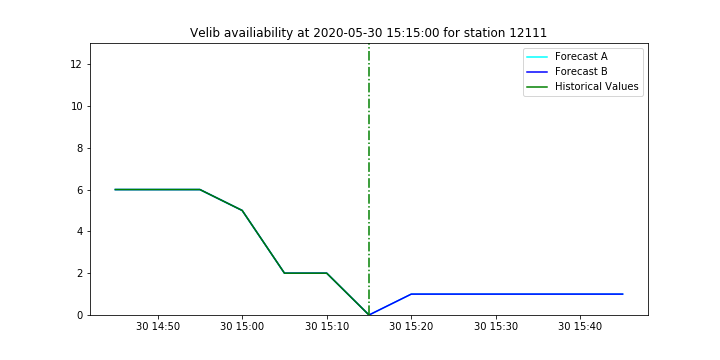 Velib availiability at 2020-05-30 15:15:00 for station 12111
Forecast A
Forecast B
Historical Values
12
10
8
6
4
2
0
30 14:50 30 15:00 30 15:10 30 15:20 30 15:30 30 15:40